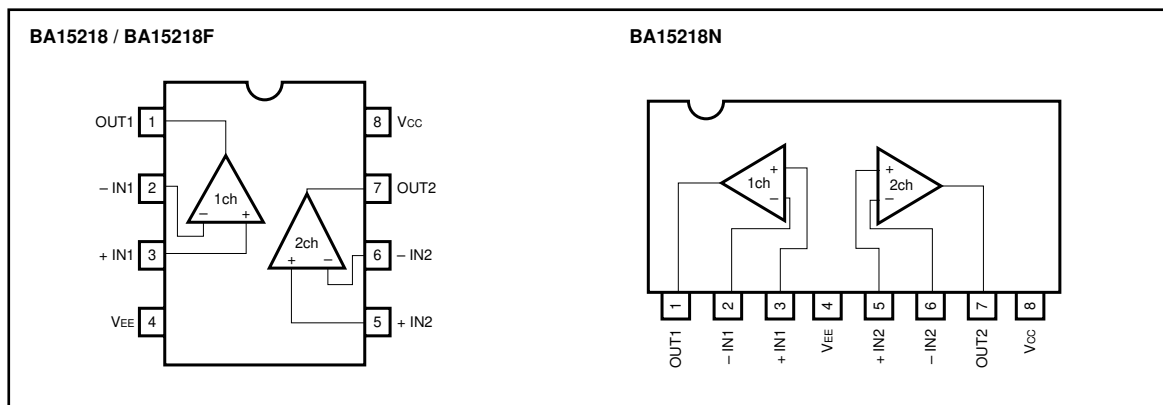 BA15218 / BA15218F
OUT1 1
8 VCC
– IN1 2
7 OUT2
1ch
– +
+ IN1 3
2ch
+ –
6 – IN2
VEE 4
5 + IN2
BA15218N
1ch
+
–
2ch
+
–
1 2 3 4 5 6 7 8
OUT1
– IN1
+ IN1
VEE
+ IN2
– IN2
OUT2
VCC